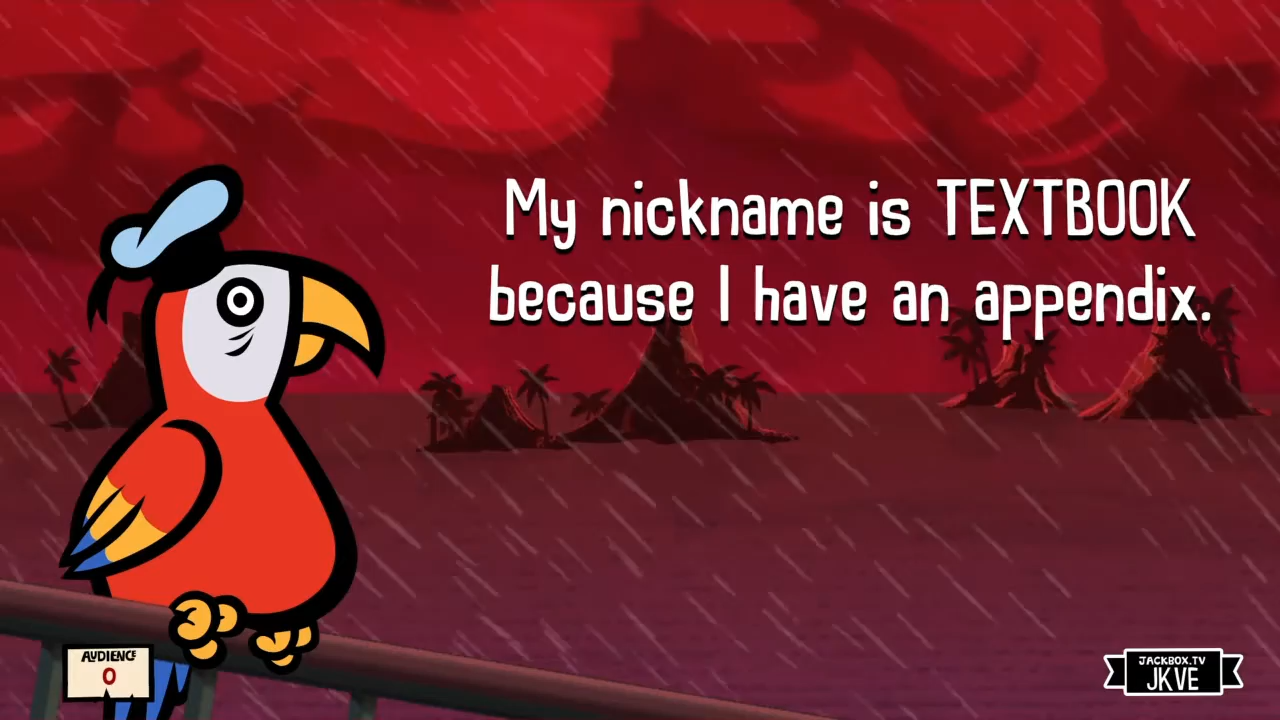 My nickname is TEXTBOOK
because I have an appendix.
AUDIENCE
0
JACKBOX.TV
JKVE